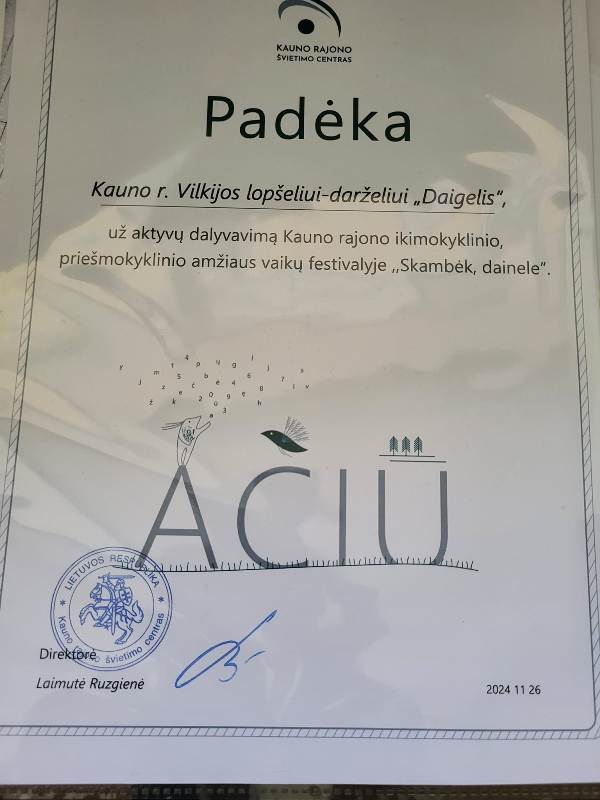 KAUNO RAJONO
ŠVIETIMO CENTRAS
Padėka
Kauno r. Vilkijos lopšeliui-darželiui „Daigelis“,
už aktyvų dalyvavimą Kauno rajono ikimokyklinio,
priešmokyklinio amžiaus vaikų festivalyje ,,Skambėk, dainele“.
AČIŪ
LIETUVOS RESPUBLIKA
Kauno rajono švietimo centras
Direktorė
Laimutė Ruzgienė
2024 11 26